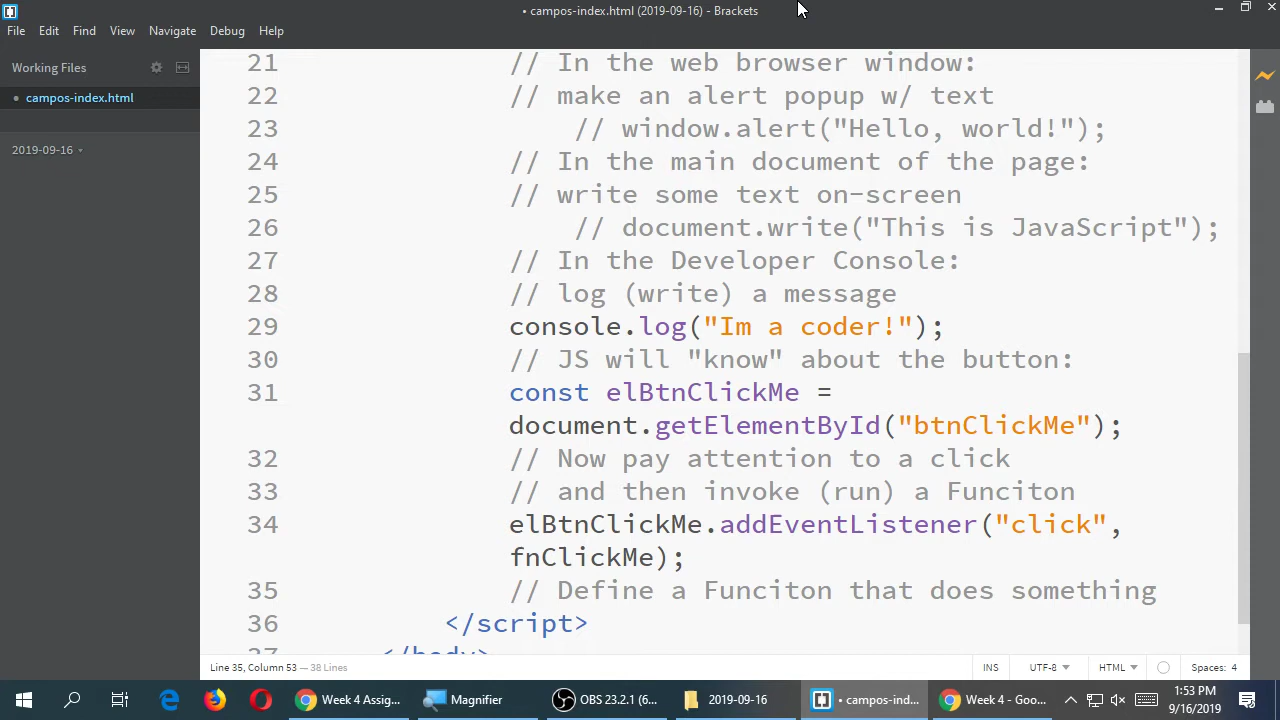 • campos-index.html (2019-09-16) - Brackets
File Edit Find View Navigate Debug Help
Working Files
• campos-index.html
2019-09-16
21 // In the web browser window:
22 // make an alert popup w/ text
23 // window.alert("Hello, world!");
24 // In the main document of the page:
25 // write some text on-screen
26 // document.write("This is JavaScript");
27 // In the Developer Console:
28 // log (write) a message
29 console.log("Im a coder!");
30 // JS will "know" about the button:
31 const elBtnClickMe =
document.getElementById("btnClickMe");
32 // Now pay attention to a click
33 // and then invoke (run) a Funciton
34 elBtnClickMe.addEventListener("click",
fnClickMe);
35 // Define a Funciton that does something
36 </script>
37 </body>
Line 35, Column 53 — 38 Lines
INS UTF-8 HTML Spaces: 4
Week 4 Assig... Magnifier OBS 23.2.1 (6... 2019-09-16 • campos-ind... Week 4 - Goo...
1:53 PM
9/16/2019